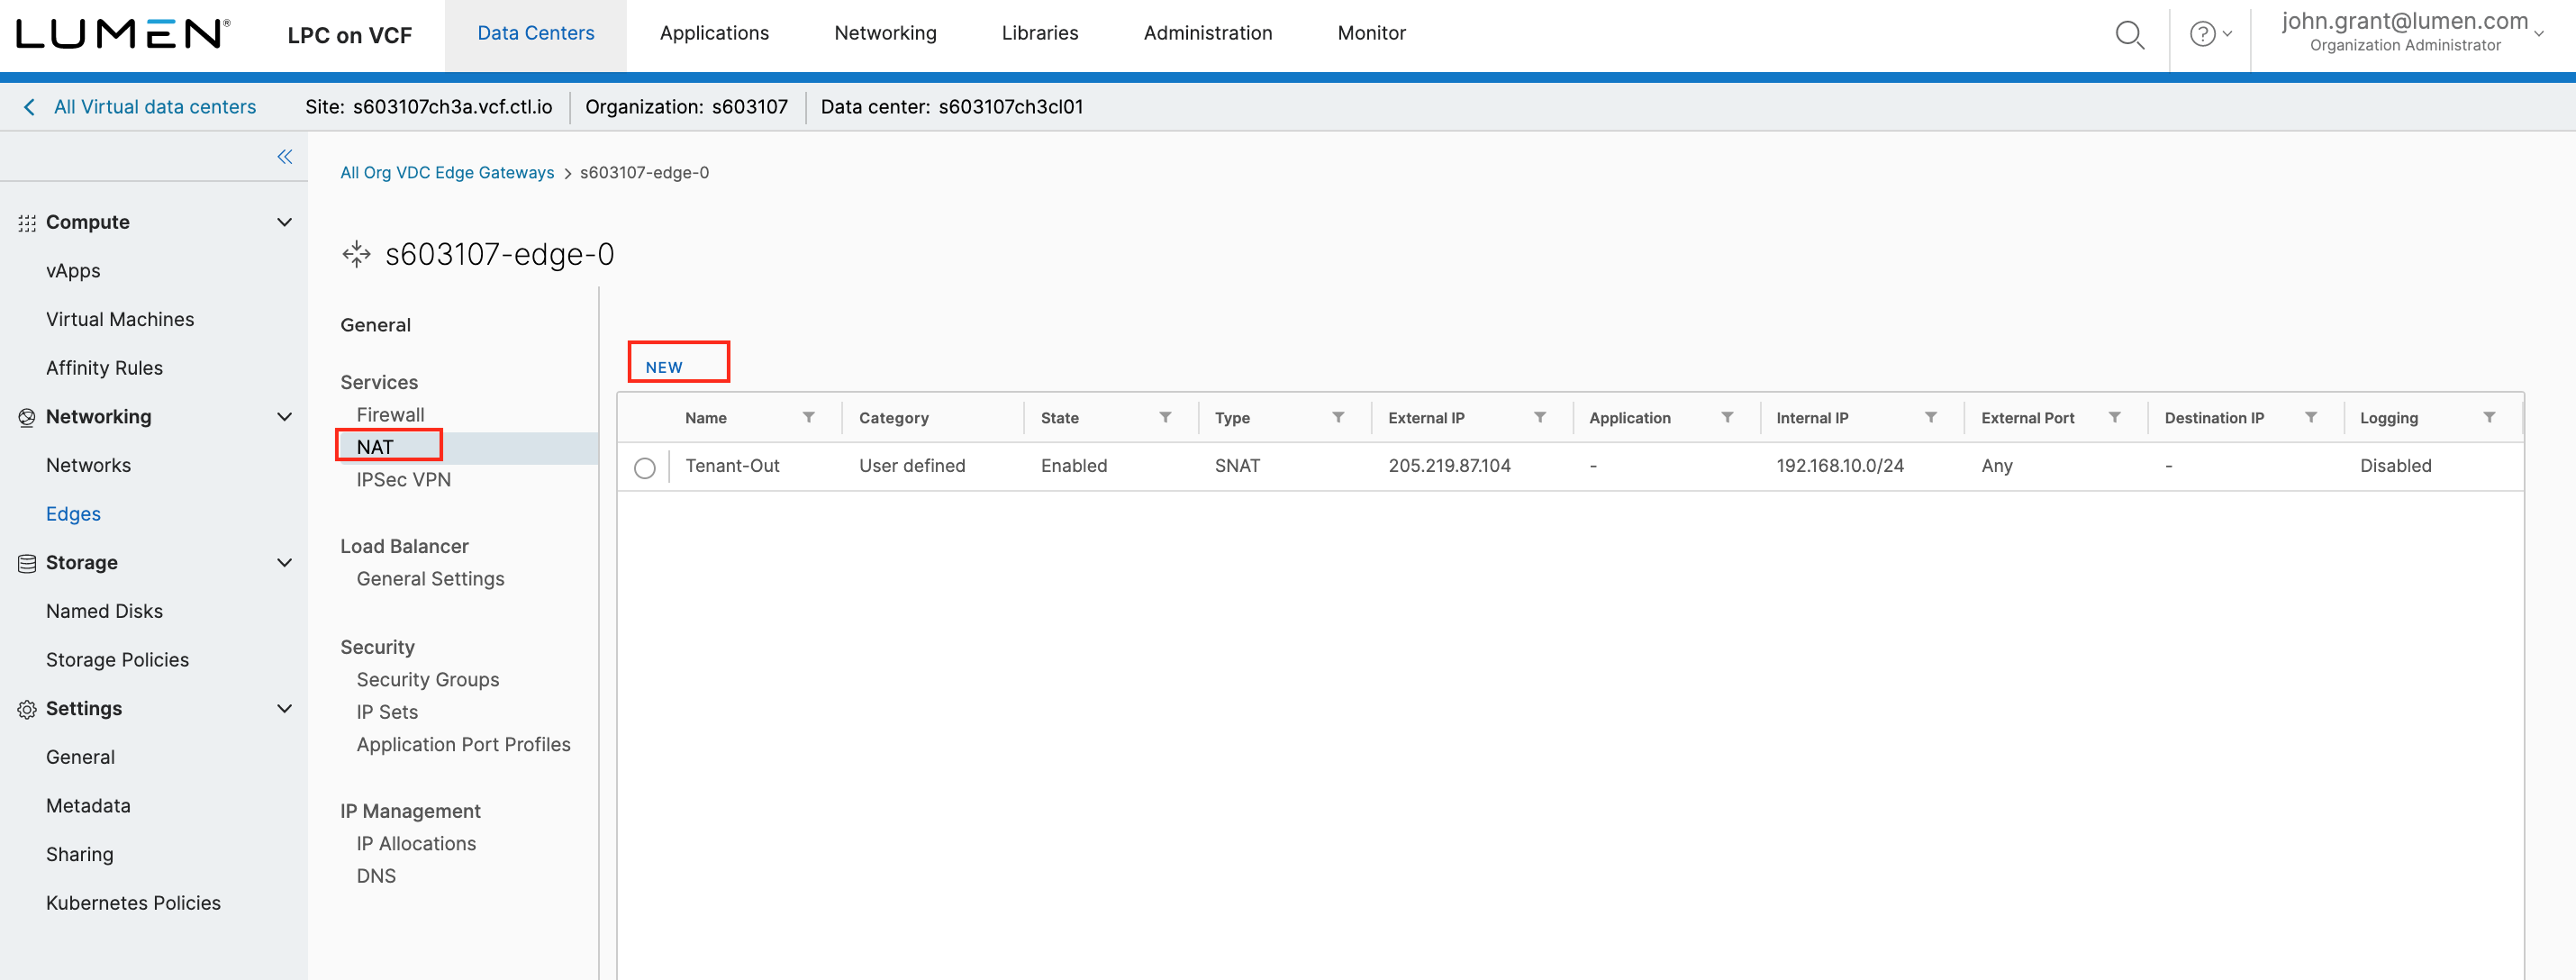 LUMEN® LPC on VCF Data Centers Applications Networking Libraries Administration Monitor john.grant@lumen.com
Organization Administrator
All Virtual data centers Site: s603107ch3a.vcf.ctl.io Organization: s603107 Data center: s603107ch3cl01
Compute
vApps
Virtual Machines
Affinity Rules
Networking
Networks
Edges
Storage
Named Disks
Storage Policies
Settings
General
Metadata
Sharing
Kubernetes Policies
All Org VDC Edge Gateways > s603107-edge-0
s603107-edge-0
General
Services
Firewall
NAT
IPSec VPN
Load Balancer
General Settings
Security
Security Groups
IP Sets
Application Port Profiles
IP Management
IP Allocations
DNS
NEW
Name Category State Type External IP Application Internal IP External Port Destination IP Logging
Tenant-Out User defined Enabled SNAT 205.219.87.104 - 192.168.10.0/24 Any - Disabled